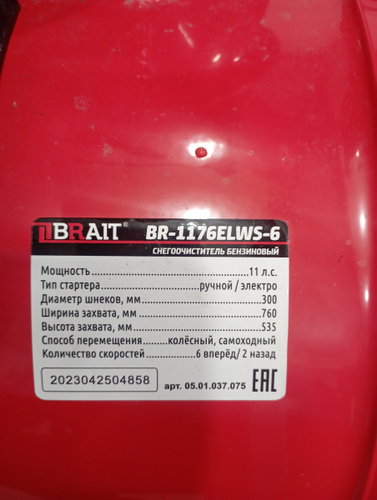 BRAIT® BR-1176ELWS-6
СНЕГООЧИСТИТЕЛЬ БЕНЗИНОВЫЙ
Мощность.....................................11 л.с.
Тип стартера.....................ручной / электро
Диаметр шнеков, мм.............................300
Ширина захвата, мм.............................760
Высота захвата, мм.............................535
Способ перемещения.......колёсный, самоходный
Количество скоростей............6 вперёд/ 2 назад
2023042504858 арт. 05.01.037.075 EAC